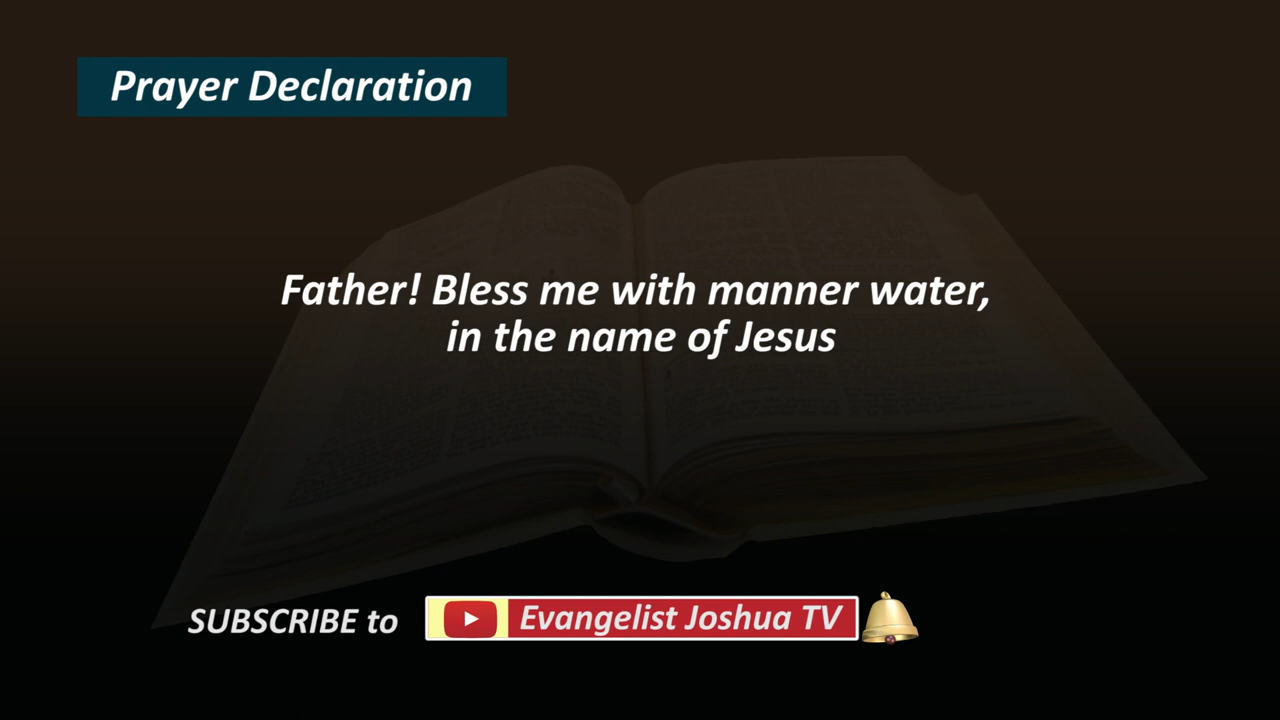 Prayer Declaration
Father! Bless me with manner water,
in the name of Jesus
SUBSCRIBE to Evangelist Joshua TV